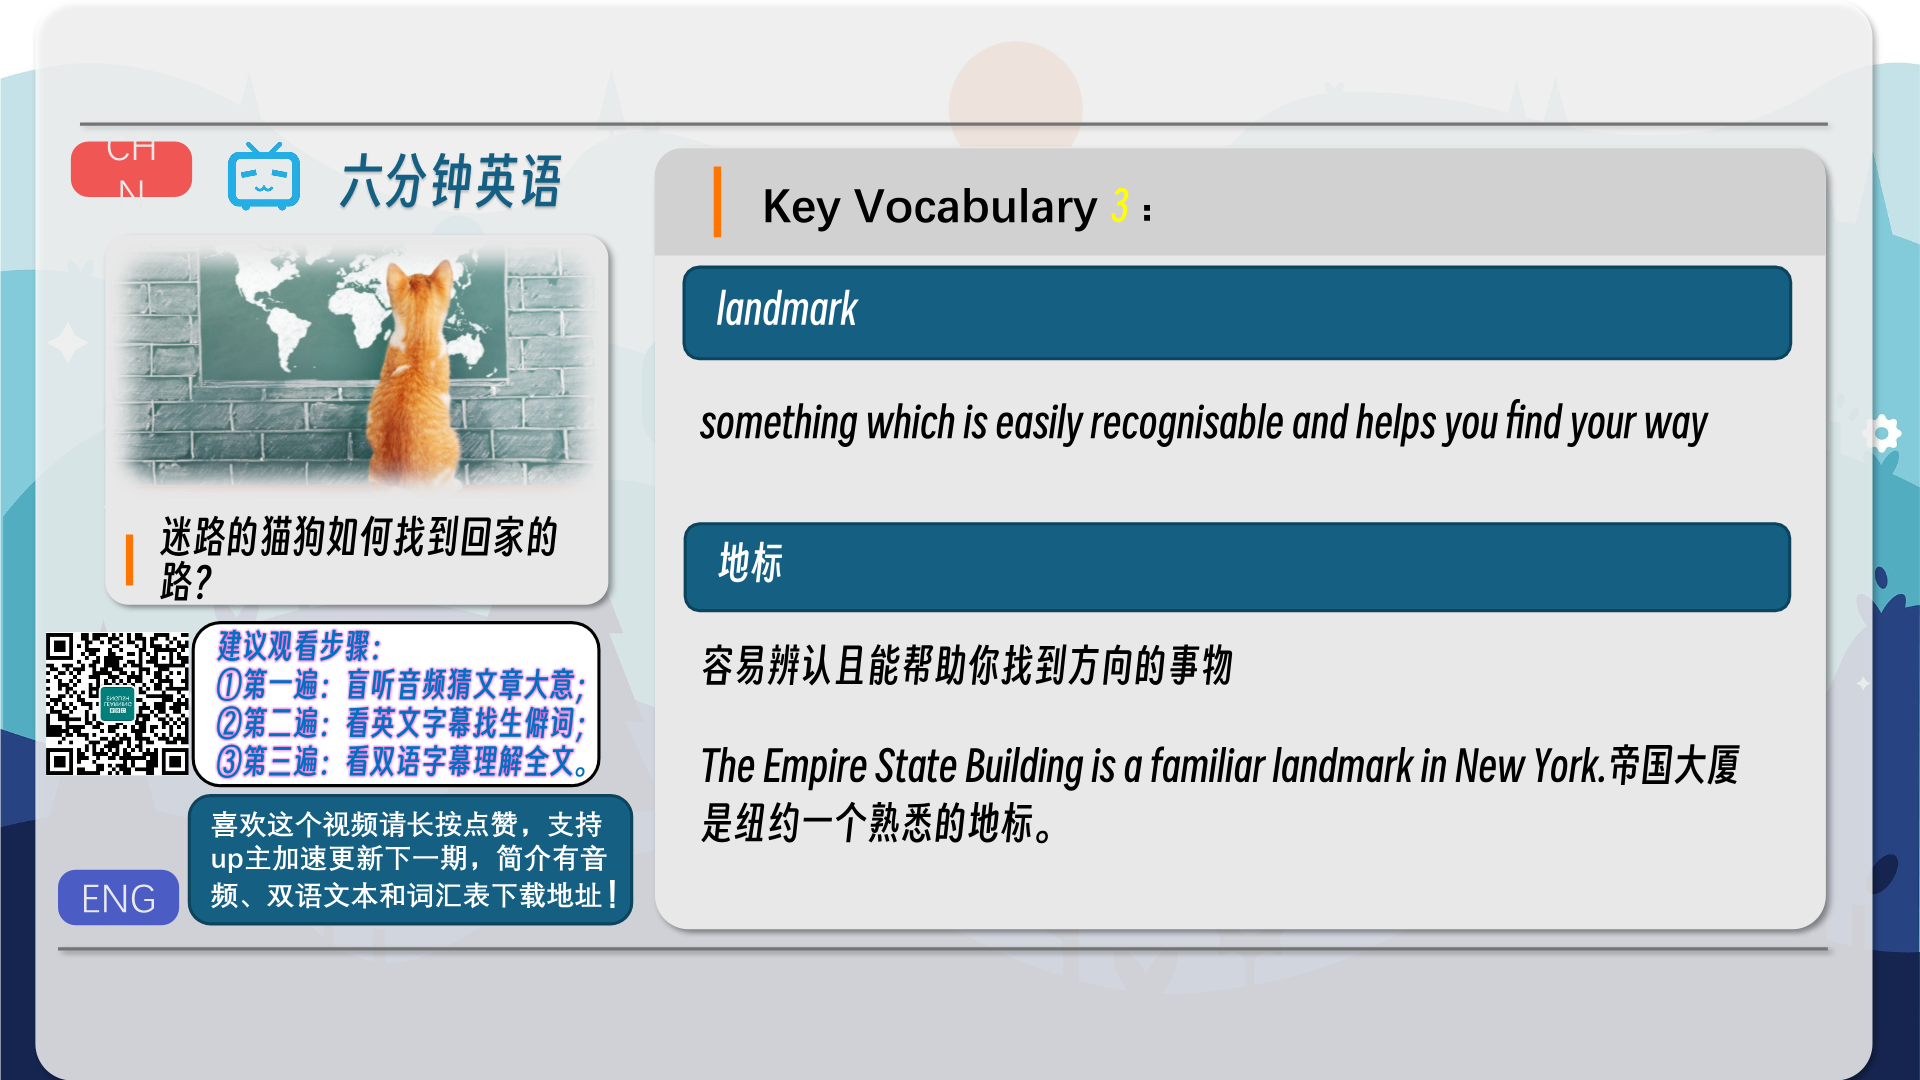 CH
N
六分钟英语
迷路的猫狗如何找到回家的
路？
建议观看步骤：
①第一遍：盲听音频猜文章大意；
②第二遍：看英文字幕找生僻词；
③第三遍：看双语字幕理解全文。
喜欢这个视频请长按点赞，支持
up主加速更新下一期，简介有音
频、双语文本和词汇表下载地址！
ENG
Key Vocabulary 3：
landmark
something which is easily recognisable and helps you find your way
地标
容易辨认且能帮助你找到方向的事物
The Empire State Building is a familiar landmark in New York.帝国大厦
是纽约一个熟悉的地标。